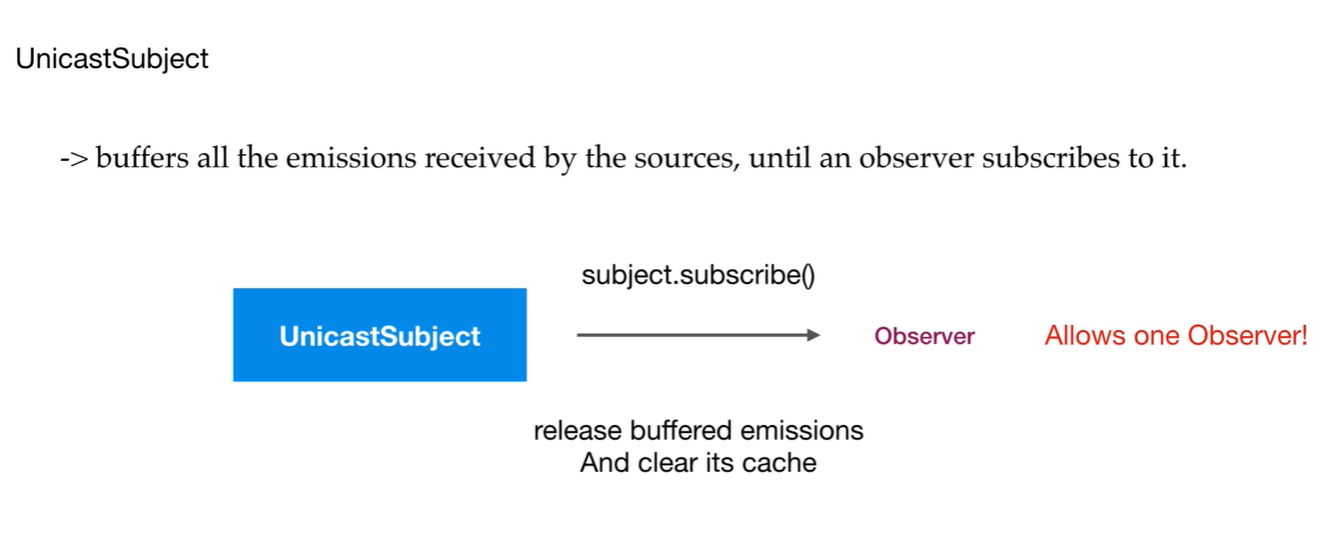 UnicastSubject
-> buffers all the emissions received by the sources, until an observer subscribes to it.
subject.subscribe()
UnicastSubject
Observer
Allows one Observer!
release buffered emissions
And clear its cache